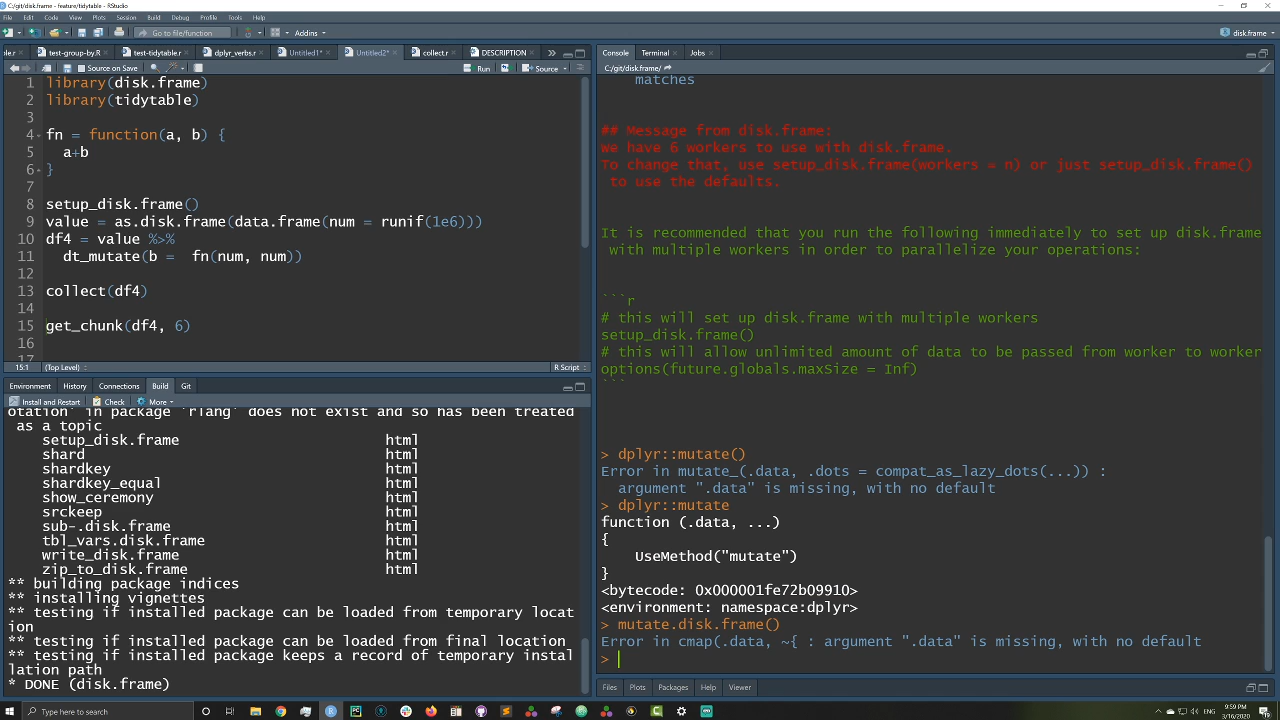 C:/git/disk.frame - feature/tidytable - RStudio
File Edit Code View Plots Session Build Debug Profile Tools Help
Go to file/function Addins disk.frame
ple.r test-group-by.R test-tidytable.r dplyr_verbs.r Untitled1* Untitled2* collect.r DESCRIPTION
Source on Save Run Source
1 library(disk.frame)
2 library(tidytable)
3
4 fn = function(a, b) {
5 a+b
6 }
7
8 setup_disk.frame()
9 value = as.disk.frame(data.frame(num = runif(1e6)))
10 df4 = value %>%
11 dt_mutate(b = fn(num, num))
12
13 collect(df4)
14
15 get_chunk(df4, 6)
16
17
15:1 (Top Level) R Script
Environment History Connections Build Git
Install and Restart Check More
otation' in package 'rlang' does not exist and so has been treated
as a topic
setup_disk.frame html
shard html
shardkey html
shardkey_equal html
show_ceremony html
srckeep html
sub-.disk.frame html
tbl_vars.disk.frame html
write_disk.frame html
zip_to_disk.frame html
** building package indices
** installing vignettes
** testing if installed package can be loaded from temporary locat
ion
** testing if installed package can be loaded from final location
** testing if installed package keeps a record of temporary instal
lation path
* DONE (disk.frame)
Console Terminal Jobs
C:/git/disk.frame/
matches
## Message from disk.frame:
We have 6 workers to use with disk.frame.
To change that, use setup_disk.frame(workers = n) or just setup_disk.frame()
to use the defaults.
It is recommended that you run the following immediately to set up disk.frame
with multiple workers in order to parallelize your operations:
```r
# this will set up disk.frame with multiple workers
setup_disk.frame()
# this will allow unlimited amount of data to be passed from worker to worker
options(future.globals.maxSize = Inf)
```
> dplyr::mutate()
Error in mutate_(.data, .dots = compat_as_lazy_dots(...)) :
argument ".data" is missing, with no default
> dplyr::mutate
function (.data, ...)
{
UseMethod("mutate")
}
<bytecode: 0x000001fe72b09910>
<environment: namespace:dplyr>
> mutate.disk.frame()
Error in cmap(.data, ~{ : argument ".data" is missing, with no default
>
Files Plots Packages Help Viewer
Type here to search
9:59 PM
3/16/2020